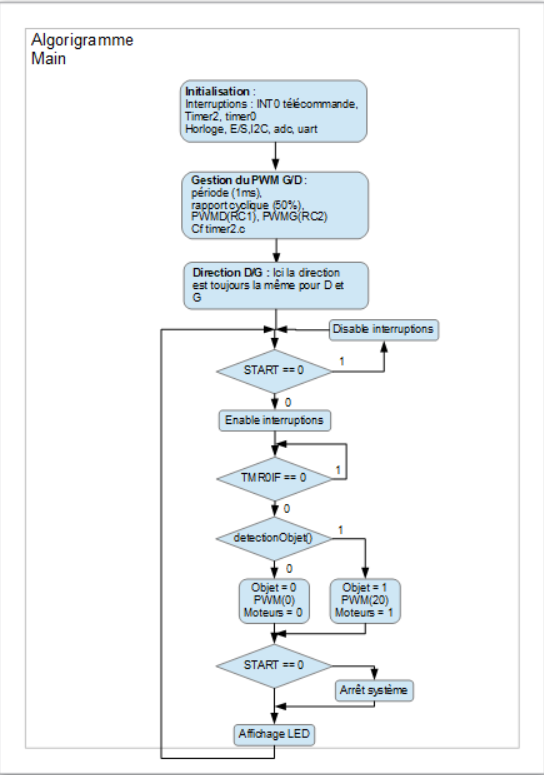 Algorigramme
Main
Initialisation :
Interruptions : INT0 télécommande,
Timer2, timer0
Horloge, E/S,I2C, adc, uart
Gestion du PWM G/D :
période (1ms),
rapport cyclique (50%),
PWMD(RC1), PWMG(RC2)
Cf timer2.c
Direction D/G : Ici la direction
est toujours la même pour D et
G
Disable interruptions
START == 0
1
0
Enable interruptions
TMR0IF == 0
1
0
detectionObjet()
1
0
Objet = 0
PWM(0)
Moteurs = 0
Objet = 1
PWM(20)
Moteurs = 1
START == 0
Arrêt système
Affichage LED